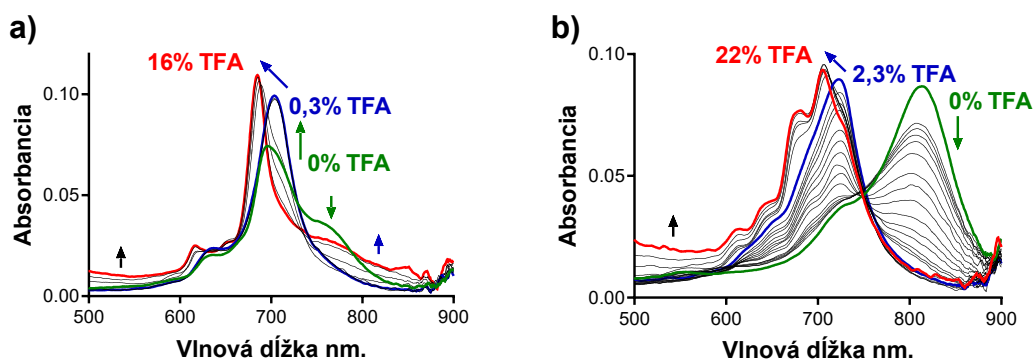 a)
16% TFA
0,3% TFA
0% TFA
Absorbancia
0.10
0.05
0.00
500 600 700 800 900
Vlnová dĺžka nm.
b)
22% TFA
2,3% TFA
0% TFA
Absorbancia
0.10
0.05
0.00
500 600 700 800 900
Vlnová dĺžka nm.